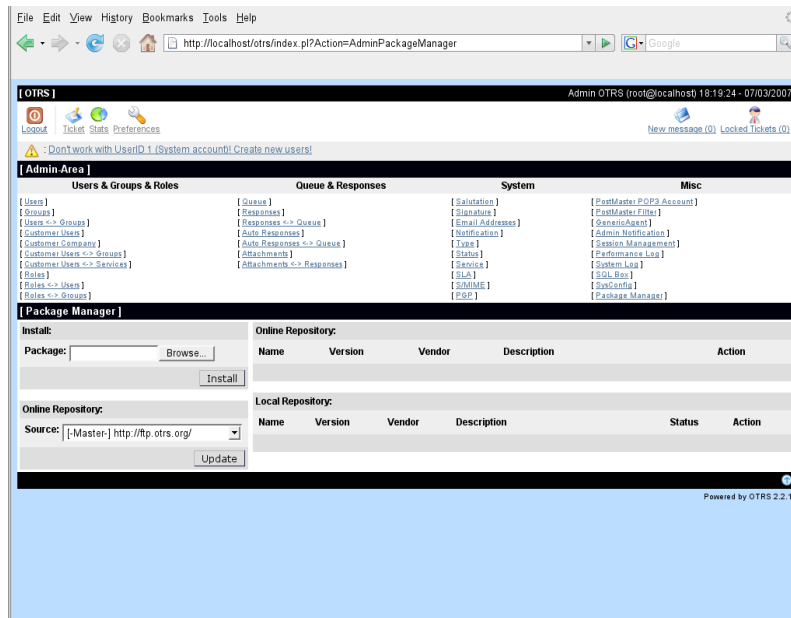 File Edit View History Bookmarks Tools Help
http://localhost/otrs/index.pl?Action=AdminPackageManager
G Google
[ OTRS ] Admin OTRS (root@localhost) 18:19:24 - 07/03/2007
Logout Ticket Stats Preferences New message (0) Locked Tickets (0)
: Don't work with UserID 1 (System account)! Create new users!
[ Admin-Area ]
Users & Groups & Roles Queue & Responses System Misc
[ Users ] [ Queue ] [ Salutation ] [ PostMaster POP3 Account ]
[ Groups ] [ Responses ] [ Signature ] [ PostMaster Filter ]
[ Users <-> Groups ] [ Responses <-> Queue ] [ Email Addresses ] [ GenericAgent ]
[ Customer Users ] [ Auto Responses ] [ Notification ] [ Admin Notification ]
[ Customer Company ] [ Auto Responses <-> Queue ] [ Type ] [ Session Management ]
[ Customer Users <-> Groups ] [ Attachments ] [ Status ] [ Performance Log ]
[ Customer Users <-> Services ] [ Attachments <-> Responses ] [ Service ] [ System Log ]
[ Roles ] [ SLA ] [ SQL Box ]
[ Roles <-> Users ] [ S/MIME ] [ SysConfig ]
[ Roles <-> Groups ] [ PGP ] [ Package Manager ]
[ Package Manager ]
Install: Online Repository:
Package: Browse... Name Version Vendor Description Action
Install
Local Repository:
Online Repository:
Name Version Vendor Description Status Action
Source: [-Master-] http://ftp.otrs.org/
Update
Powered by OTRS 2.2.1